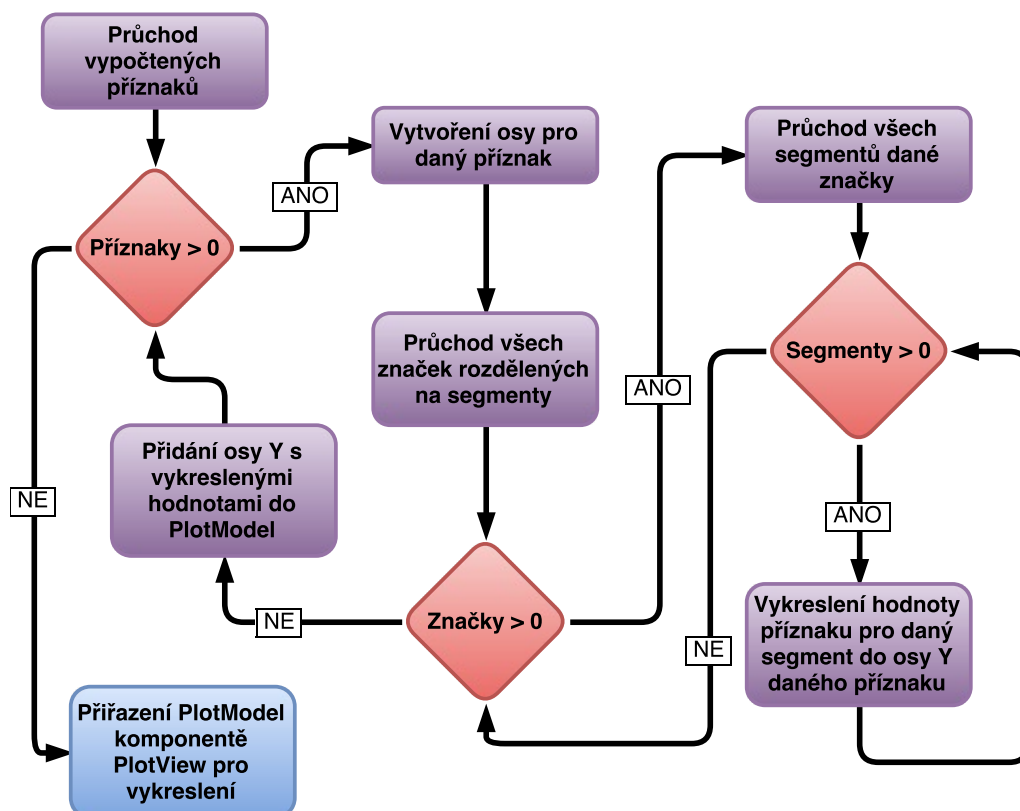 Průchod
vypočtených
příznaků
Příznaky > 0
ANO
NE
Vytvoření osy pro
daný příznak
Průchod všech
značek rozdělených
na segmenty
Značky > 0
NE
Přidání osy Y s
vykreslenými
hodnotami do
PlotModel
ANO
Průchod všech
segmentů dané
značky
Segmenty > 0
NE
ANO
Vykreslení hodnoty
příznaku pro daný
segment do osy Y
daného příznaku
Přiřazení PlotModel
komponentě
PlotView pro
vykreslení